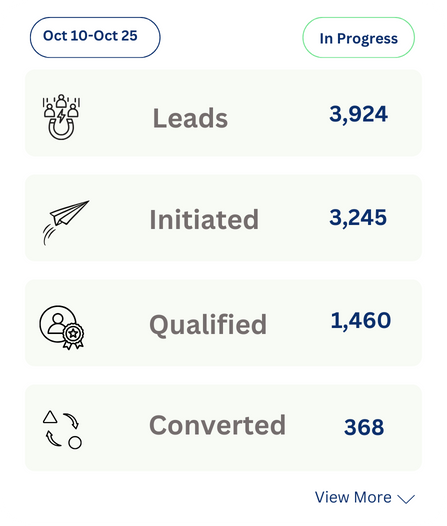 Oct 10-Oct 25
In Progress
Leads
3,924
Initiated
3,245
Qualified
1,460
Converted
368
View More